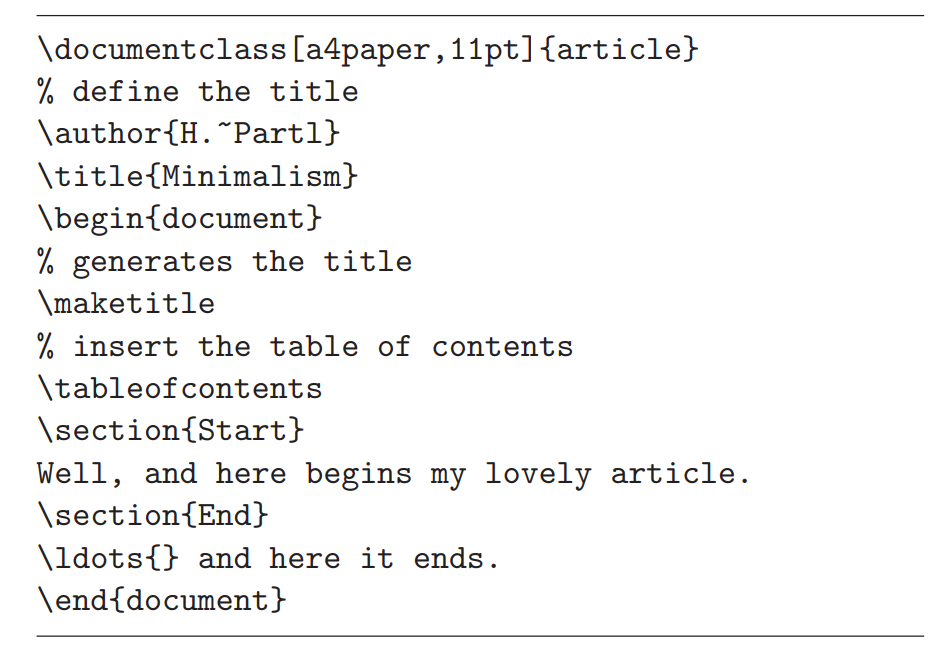 \documentclass[a4paper,11pt]{article}
% define the title
\author{H.~Partl}
\title{Minimalism}
\begin{document}
% generates the title
\maketitle
% insert the table of contents
\tableofcontents
\section{Start}
Well, and here begins my lovely article.
\section{End}
\ldots{} and here it ends.
\end{document}